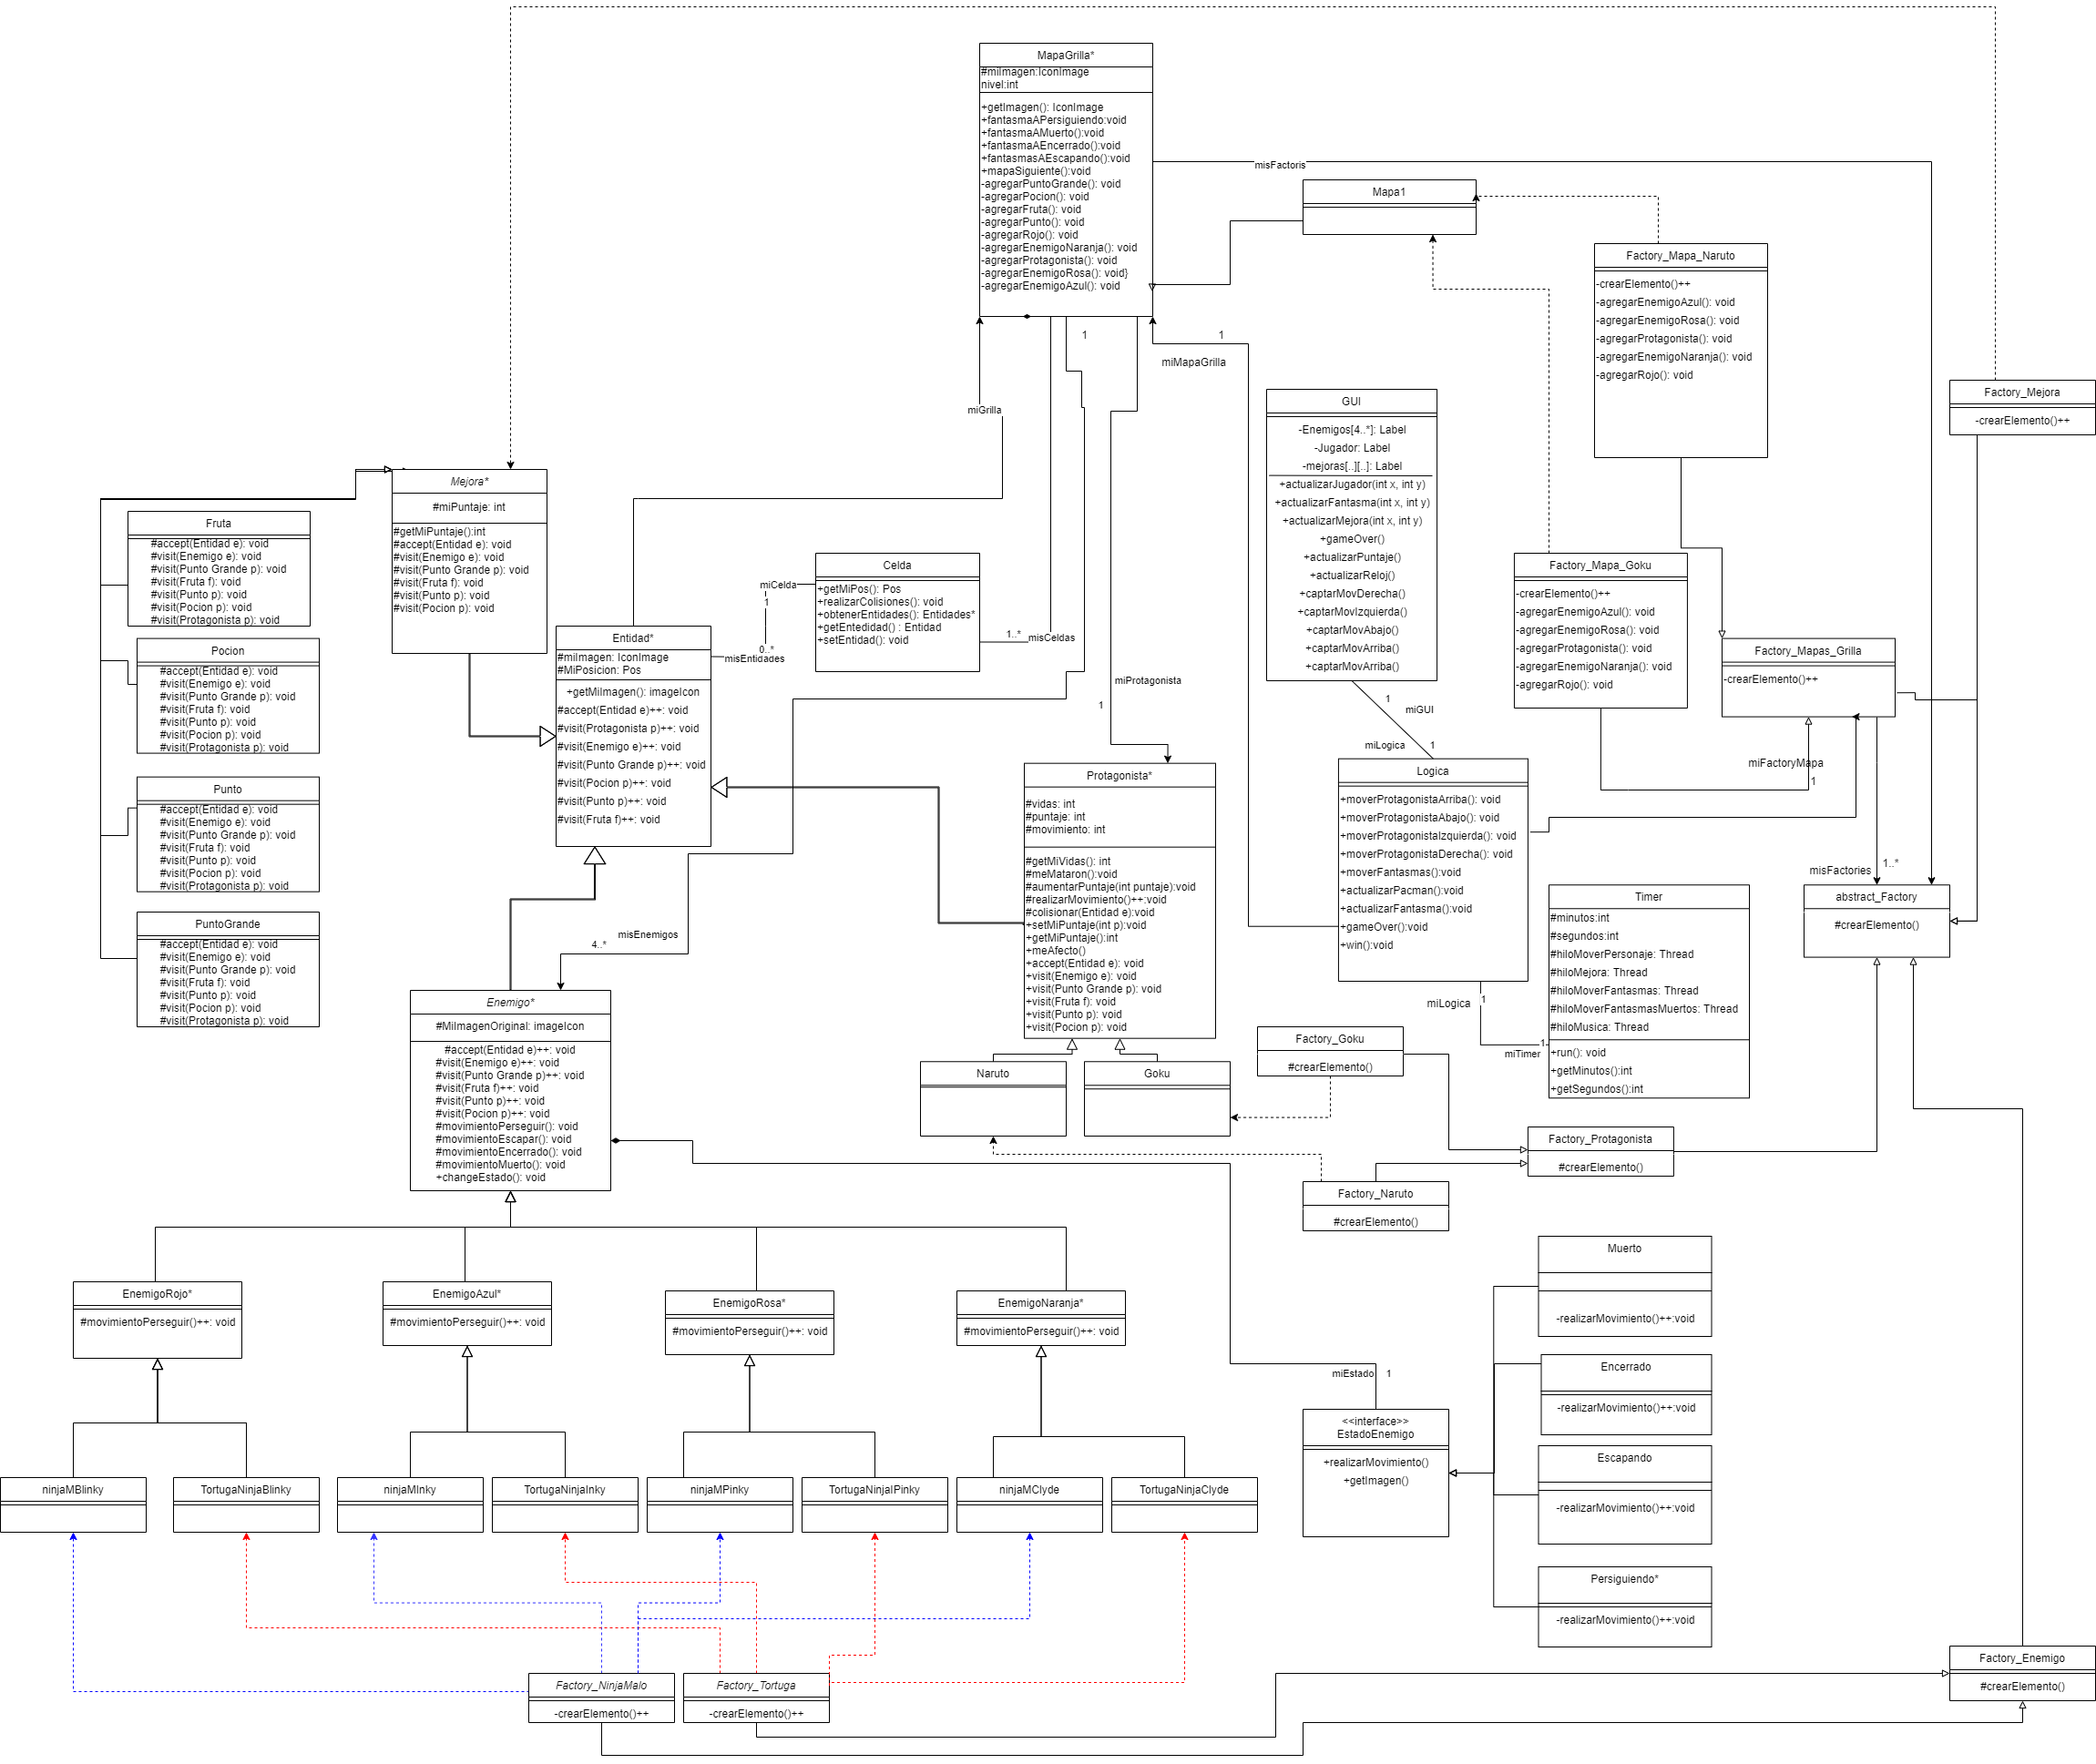 MapaGrilla*
#miImagen:IconImage
nivel:int
+getImagen(): IconImage
+fantasmaAPersiguiendo:void
+fantasmaAMuerto():void
+fantasmaAEncerrado():void
+fantasmasAEscapando():void
+mapaSiguiente():void
-agregarPuntoGrande(): void
-agregarPocion(): void
-agregarFruta(): void
-agregarPunto(): void
-agregarRojo(): void
-agregarEnemigoNaranja(): void
-agregarProtagonista(): void
-agregarEnemigoRosa(): void}
-agregarEnemigoAzul(): void
misFactoris
Mapa1
Factory_Mapa_Naruto
-crearElemento()++
-agregarEnemigoAzul(): void
-agregarEnemigoRosa(): void
-agregarProtagonista(): void
-agregarEnemigoNaranja(): void
-agregarRojo(): void
Factory_Mejora
-crearElemento()++
1
1
miMapaGrilla
miGrilla
GUI
-Enemigos[4..*]: Label
-Jugador: Label
-mejoras[..][..]: Label
+actualizarJugador(int x, int y)
+actualizarFantasma(int x, int y)
+actualizarMejora(int x, int y)
+gameOver()
+actualizarPuntaje()
+actualizarReloj()
+captarMovDerecha()
+captarMovIzquierda()
+captarMovAbajo()
+captarMovArriba()
+captarMovArriba()
Mejora*
#miPuntaje: int
#getMiPuntaje():int
#accept(Entidad e): void
#visit(Enemigo e): void
#visit(Punto Grande p): void
#visit(Fruta f): void
#visit(Punto p): void
#visit(Pocion p): void
Fruta
#accept(Entidad e): void
#visit(Enemigo e): void
#visit(Punto Grande p): void
#visit(Fruta f): void
#visit(Punto p): void
#visit(Pocion p): void
#visit(Protagonista p): void
Pocion
#accept(Entidad e): void
#visit(Enemigo e): void
#visit(Punto Grande p): void
#visit(Fruta f): void
#visit(Punto p): void
#visit(Pocion p): void
#visit(Protagonista p): void
Punto
#accept(Entidad e): void
#visit(Enemigo e): void
#visit(Punto Grande p): void
#visit(Fruta f): void
#visit(Punto p): void
#visit(Pocion p): void
#visit(Protagonista p): void
PuntoGrande
#accept(Entidad e): void
#visit(Enemigo e): void
#visit(Punto Grande p): void
#visit(Fruta f): void
#visit(Punto p): void
#visit(Pocion p): void
#visit(Protagonista p): void
Celda
+getMiPos(): Pos
+realizarColisiones(): void
+obtenerEntidades(): Entidades*
+getEntedidad() : Entidad
+setEntidad(): void
miCelda
1
0..*
misEntidades
1..*
misCeldas
Entidad*
#miImagen: IconImage
#MiPosicion: Pos
+getMiImagen(): imageIcon
#accept(Entidad e)++: void
#visit(Protagonista p)++: void
#visit(Enemigo e)++: void
#visit(Punto Grande p)++: void
#visit(Pocion p)++: void
#visit(Punto p)++: void
#visit(Fruta f)++: void
miProtagonista
1
Factory_Mapa_Goku
-crearElemento()++
-agregarEnemigoAzul(): void
-agregarEnemigoRosa(): void
-agregarProtagonista(): void
-agregarEnemigoNaranja(): void
-agregarRojo(): void
Factory_Mapas_Grilla
-crearElemento()++
1
miGUI
miLogica
1
miFactoryMapa
1
Protagonista*
#vidas: int
#puntaje: int
#movimiento: int
#getMiVidas(): int
#meMataron():void
#aumentarPuntaje(int puntaje):void
#realizarMovimiento()++:void
#colisionar(Entidad e):void
+setMiPuntaje(int p):void
+getMiPuntaje():int
+meAfecto()
+accept(Entidad e): void
+visit(Enemigo e): void
+visit(Punto Grande p): void
+visit(Fruta f): void
+visit(Punto p): void
+visit(Pocion p): void
Logica
+moverProtagonistaArriba(): void
+moverProtagonistaAbajo(): void
+moverProtagonistaIzquierda(): void
+moverProtagonistaDerecha(): void
+moverFantasmas():void
+actualizarPacman():void
+actualizarFantasma():void
+gameOver():void
+win():void
misFactories
1..*
abstract_Factory
#crearElemento()
Timer
#minutos:int
#segundos:int
#hiloMoverPersonaje: Thread
#hiloMejora: Thread
#hiloMoverFantasmas: Thread
#hiloMoverFantasmasMuertos: Thread
#hiloMusica: Thread
+run(): void
+getMinutos():int
+getSegundos():int
miLogica
1
1
miTimer
misEnemigos
4..*
Enemigo*
#MiImagenOriginal: imageIcon
#accept(Entidad e)++: void
#visit(Enemigo e)++: void
#visit(Punto Grande p)++: void
#visit(Fruta f)++: void
#visit(Punto p)++: void
#visit(Pocion p)++: void
#movimientoPerseguir(): void
#movimientoEscapar(): void
#movimientoEncerrado(): void
#movimientoMuerto(): void
+changeEstado(): void
Naruto
Goku
Factory_Goku
#crearElemento()
Factory_Protagonista
#crearElemento()
Factory_Naruto
#crearElemento()
EnemigoRojo*
#movimientoPerseguir()++: void
EnemigoAzul*
#movimientoPerseguir()++: void
EnemigoRosa*
#movimientoPerseguir()++: void
EnemigoNaranja*
#movimientoPerseguir()++: void
Muerto
-realizarMovimiento()++:void
Encerrado
-realizarMovimiento()++:void
Escapando
-realizarMovimiento()++:void
Persiguiendo*
-realizarMovimiento()++:void
miEstado
1
<<interface>>
EstadoEnemigo
+realizarMovimiento()
+getImagen()
ninjaMBlinky
TortugaNinjaBlinky
ninjaMInky
TortugaNinjaInky
ninjaMPinky
TortugaNinjaIPinky
ninjaMClyde
TortugaNinjaClyde
Factory_NinjaMalo
-crearElemento()++
Factory_Tortuga
-crearElemento()++
Factory_Enemigo
#crearElemento()